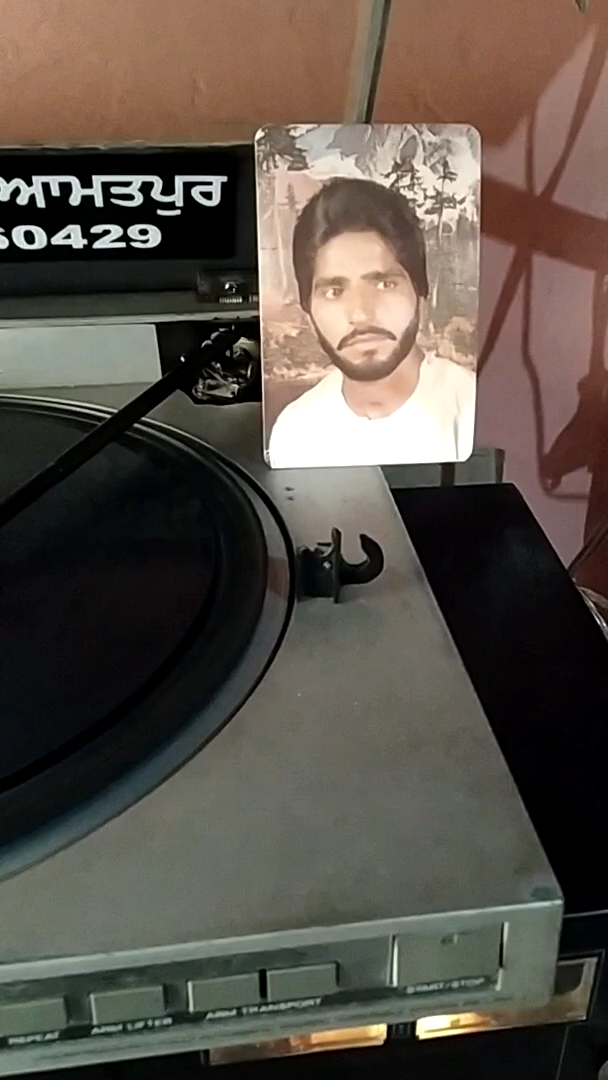 ਆਮਤਪੁਰ
60429
REPEAT
ARM LIFTER
ARM TRANSPORT
START/STOP